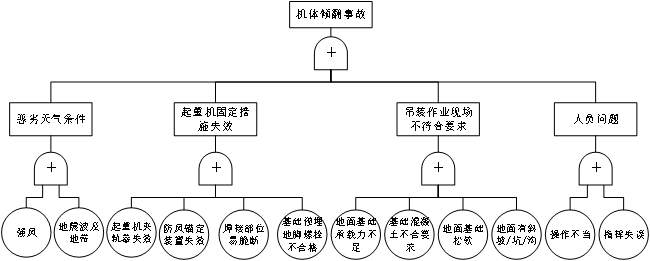 机体倾翻事故
+
恶劣天气条件
起重机固定措
施失效
吊装作业现场
不符合要求
人员问题
+
+
+
+
强风
地震波及
地带
起重机夹
轨器失效
防风锚定
装置失效
焊接部位
易脆断
基础预埋
地脚螺栓
不合格
地面基础
承载力不
足
基础混凝
土不合要
求
地面基础
松软
地面有斜
坡/坑/沟
操作不当
指挥失误